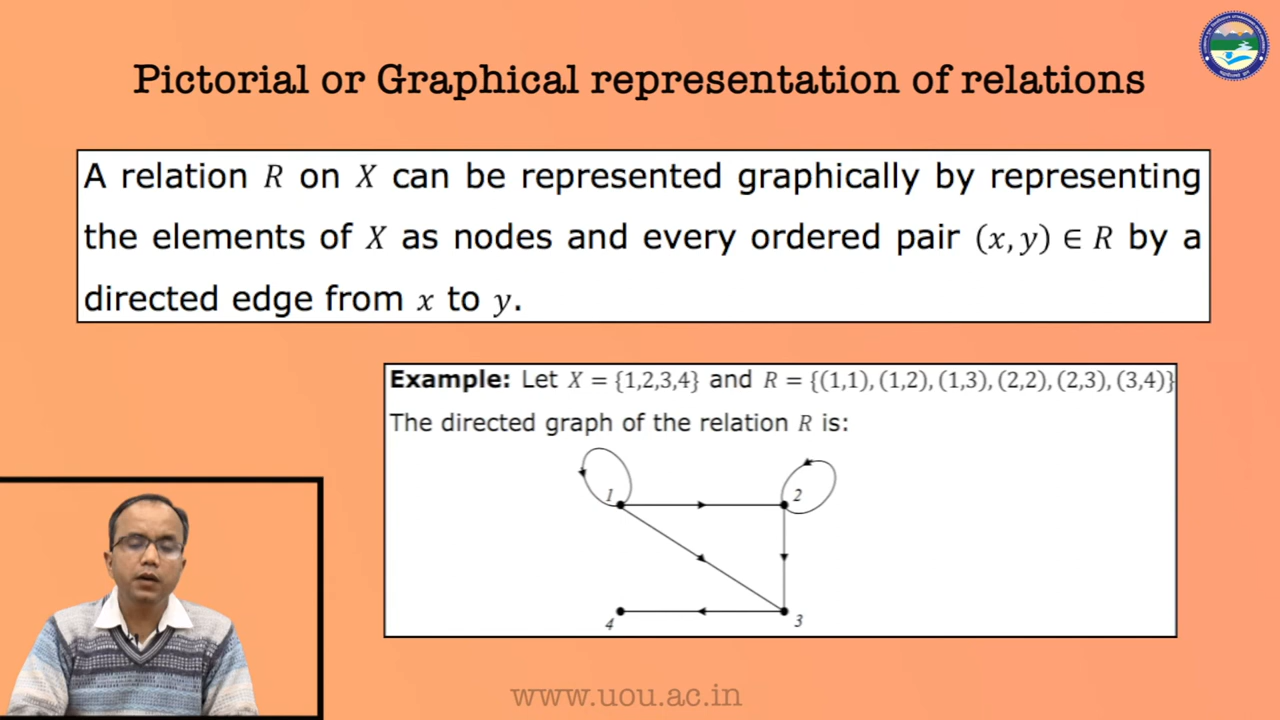 Pictorial or Graphical representation of relations
A relation R on X can be represented graphically by representing
the elements of X as nodes and every ordered pair (x, y) ∈ R by a
directed edge from x to y.
Example: Let X = {1,2,3,4} and R = {(1,1), (1,2), (1,3), (2,2), (2,3), (3,4)}
The directed graph of the relation R is:
1
2
4
3
www.uou.ac.in